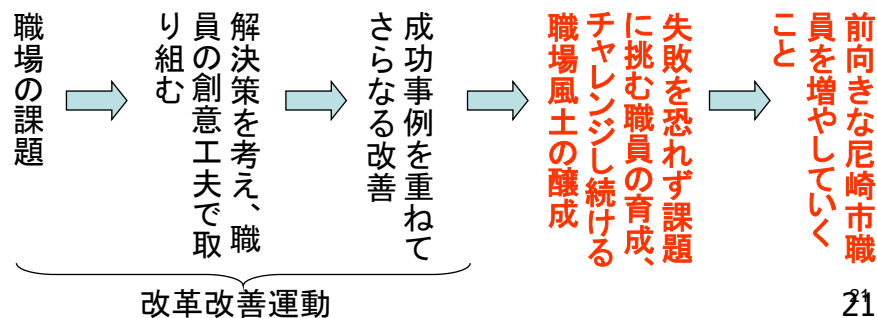 職場の課題
解決策を考え、職
員の創意工夫で取
り組む
成功事例を重ねて
さらなる改善
失敗を恐れず課題
に挑む職員の育成、
チャレンジし続ける
職場風土の醸成
前向きな尼崎市職
員を増やしていく
こと
改革改善運動
21
21